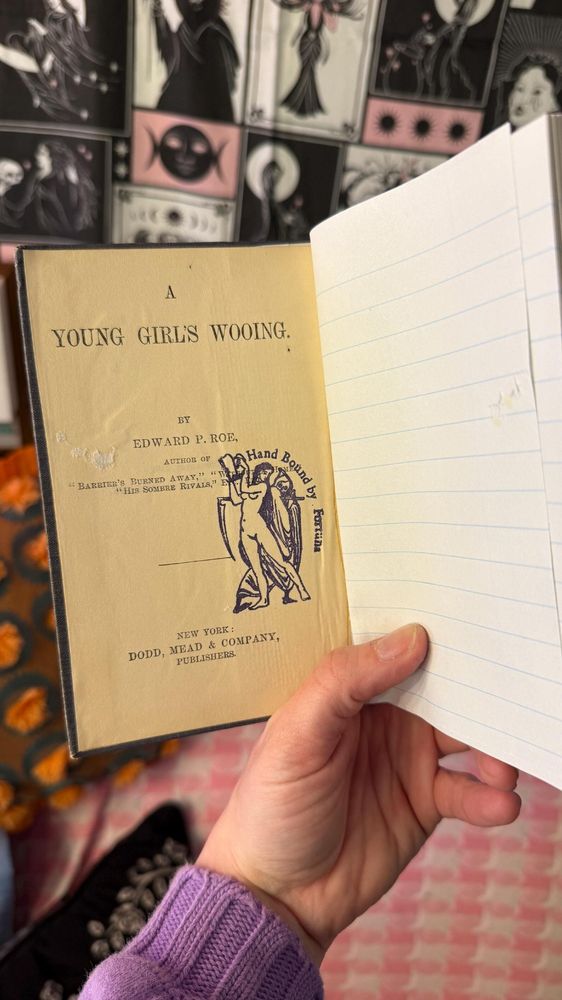 A
YOUNG GIRL'S WOOING.
BY
EDWARD P. ROE,
AUTHOR OF
"BARRIER'S BURNED AWAY,"
"HIS SOMBRE RIVALS,"
Hand Bound by Fortuna
NEW YORK:
DODD, MEAD & COMPANY,
PUBLISHERS.